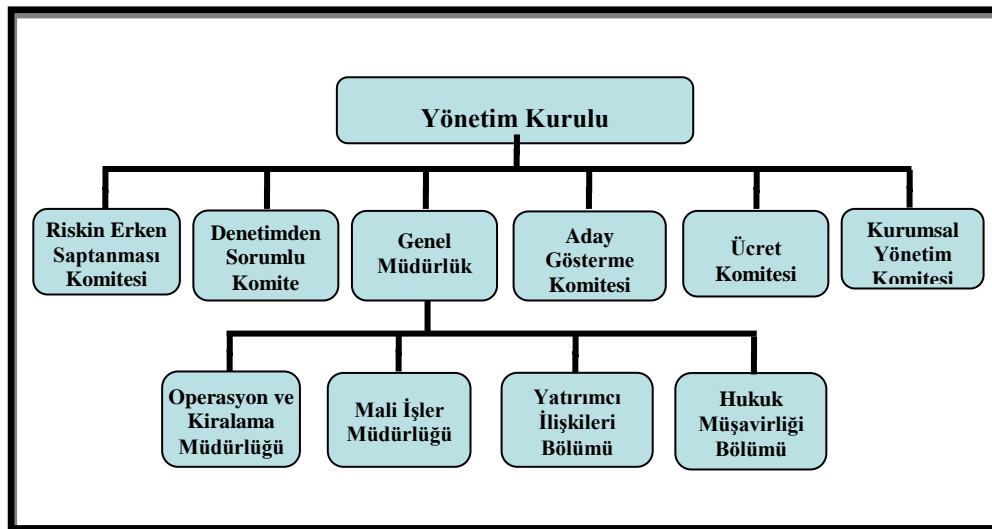 Yönetim Kurulu
Riskin Erken
Saptanması
Komitesi
Denetimden
Sorumlu
Komite
Genel
Müdürlük
Aday
Gösterme
Komitesi
Ücret
Komitesi
Kurumsal
Yönetim
Komitesi
Operasyon ve
Kiralama
Müdürlüğü
Mali İşler
Müdürlüğü
Yatırımcı
İlişkileri
Bölümü
Hukuk
Müşavirliği
Bölümü